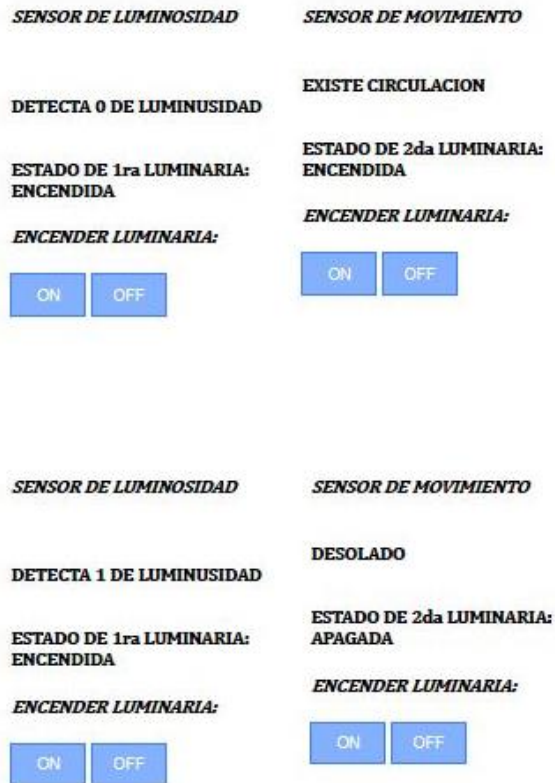 SENSOR DE LUMINOSIDAD
DETECTA 0 DE LUMINUSIDAD
ESTADO DE 1ra LUMINARIA:
ENCENDIDA
ENCENDER LUMINARIA:
ON OFF
SENSOR DE MOVIMIENTO
EXISTE CIRCULACION
ESTADO DE 2da LUMINARIA:
ENCENDIDA
ENCENDER LUMINARIA:
ON OFF
SENSOR DE LUMINOSIDAD
DETECTA 1 DE LUMINUSIDAD
ESTADO DE 1ra LUMINARIA:
ENCENDIDA
ENCENDER LUMINARIA:
ON OFF
SENSOR DE MOVIMIENTO
DESOLADO
ESTADO DE 2da LUMINARIA:
APAGADA
ENCENDER LUMINARIA:
ON OFF